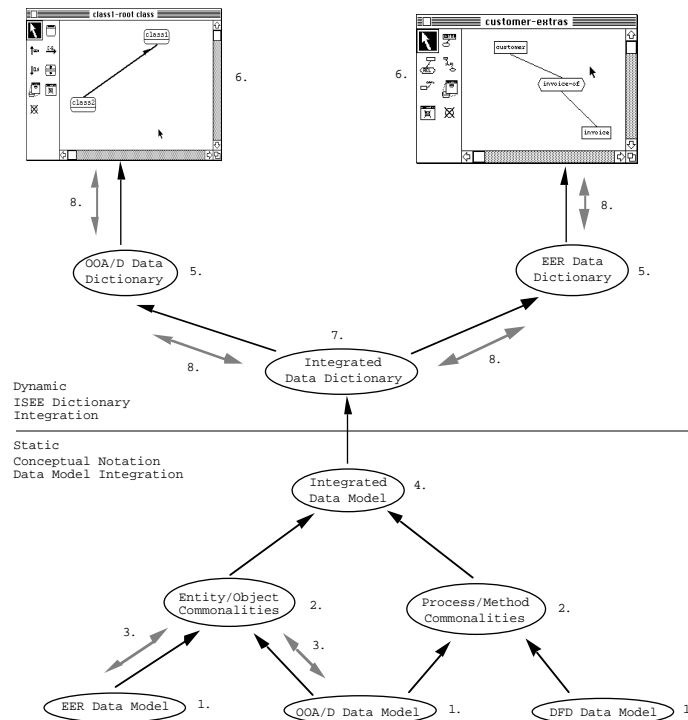 class1-root class
customer-extras
class1
class2
customer
invoice-of
invoice
6.
6.
8.
8.
OOA/D Data
Dictionary
5.
EER Data
Dictionary
5.
7.
8.
8.
Integrated
Data Dictionary
Dynamic
ISEE Dictionary
Integration
Static
Conceptual Notation
Data Model Integration
Integrated
Data Model
4.
Entity/Object
Commonalities
2.
Process/Method
Commonalities
2.
3.
3.
EER Data Model
1.
OOA/D Data Model
1.
DFD Data Model
1